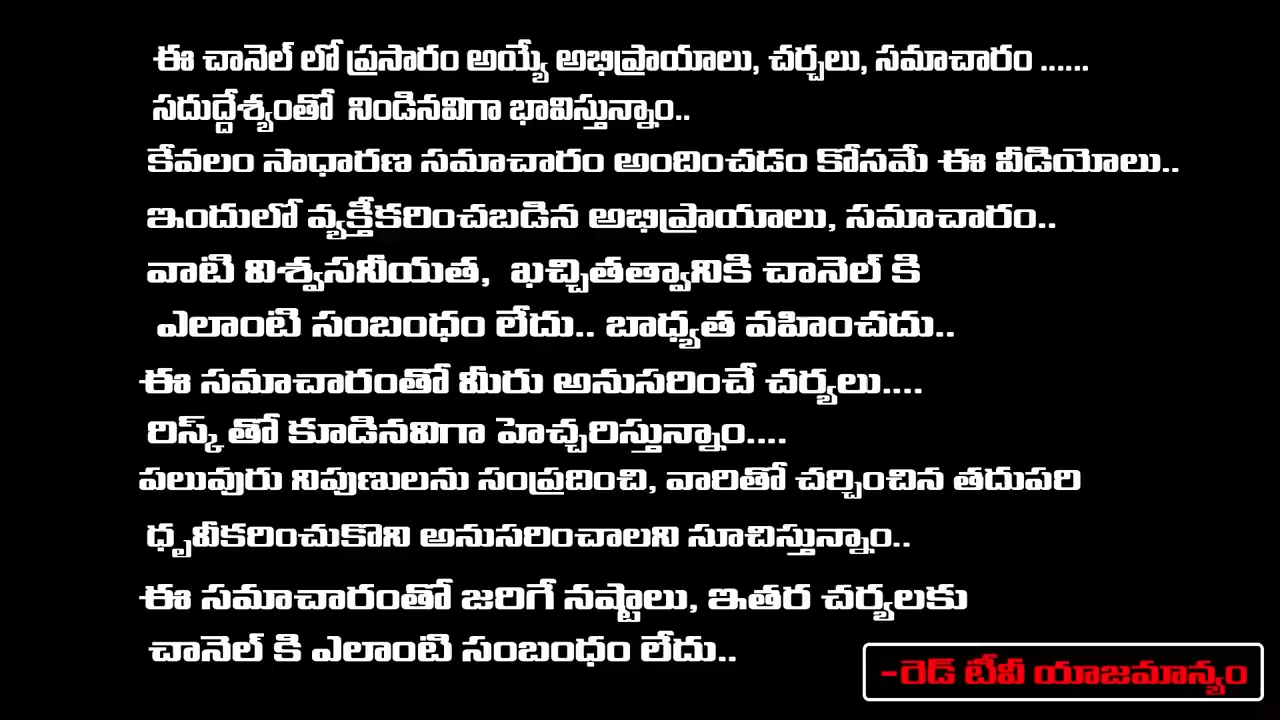 ఈ చానెల్ లో ప్రసారం అయ్యే అభిప్రాయాలు, చర్చలు, సమాచారం ......
సదుద్దేశ్యంతో నిండినవిగా భావిస్తున్నాం..
కేవలం సాధారణ సమాచారం అందించడం కోసమే ఈ వీడియోలు..
ఇందులో వ్యక్తీకరించబడిన అభిప్రాయాలు, సమాచారం..
వాటి విశ్వసనీయత, ఖచ్చితత్వానికి చానెల్ కి
ఎలాంటి సంబంధం లేదు.. బాధ్యత వహించదు..
ఈ సమాచారంతో మీరు అనుసరించే చర్యలు....
రిస్క్ తో కూడినవిగా హెచ్చరిస్తున్నాం....
పలువురు నిపుణులను సంప్రదించి, వారితో చర్చించిన తదుపరి
ధృవీకరించుకొని అనుసరించాలని సూచిస్తున్నాం..
ఈ సమాచారంతో జరిగే నష్టాలు, ఇతర చర్యలకు
చానెల్ కి ఎలాంటి సంబంధం లేదు..
-రెడ్ టీవీ యాజమాన్యం